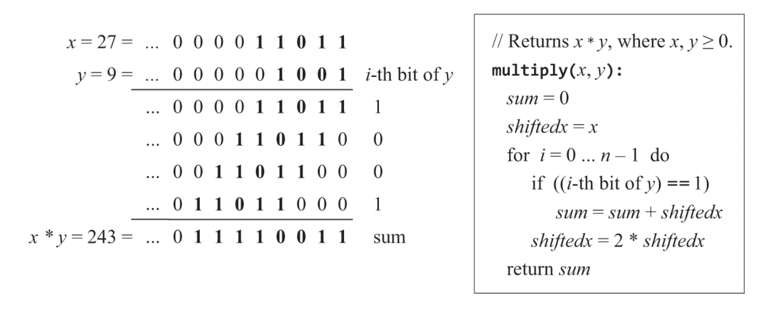 x = 27 = ... 0 0 0 0 1 1 0 1 1
y = 9 = ... 0 0 0 0 0 1 0 0 1 i-th bit of y
... 0 0 0 0 1 1 0 1 1 1
... 0 0 0 1 1 0 1 1 0 0
... 0 0 1 1 0 1 1 0 0 0
... 0 1 1 0 1 1 0 0 0 1
x * y = 243 = ... 0 1 1 1 1 0 0 1 1 sum
// Returns x * y, where x, y ≥ 0.
multiply(x, y):
sum = 0
shiftedx = x
for i = 0 ... n – 1 do
if ((i-th bit of y) == 1)
sum = sum + shiftedx
shiftedx = 2 * shiftedx
return sum